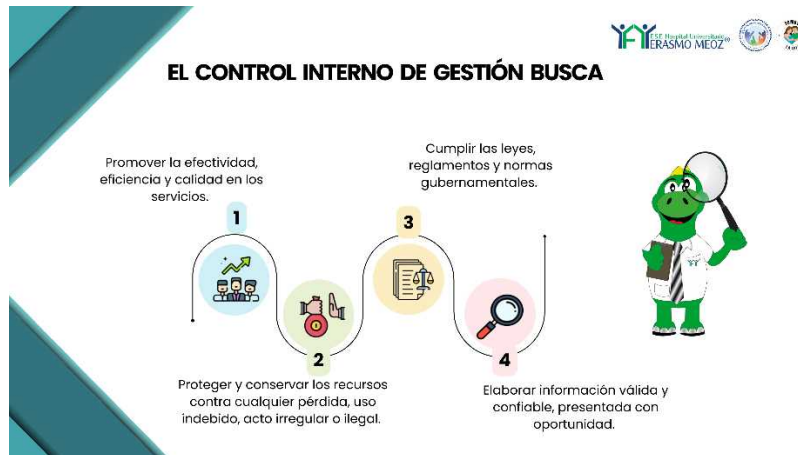 ESE Hospital Universitario
ERASMO MEOZ
EL CONTROL INTERNO DE GESTIÓN BUSCA
Promover la efectividad,
eficiencia y calidad en los
servicios.
1
2
Proteger y conservar los recursos
contra cualquier pérdida, uso
indebido, acto irregular o ilegal.
Cumplir las leyes,
reglamentos y normas
gubernamentales.
3
4
Elaborar información válida y
confiable, presentada con
oportunidad.